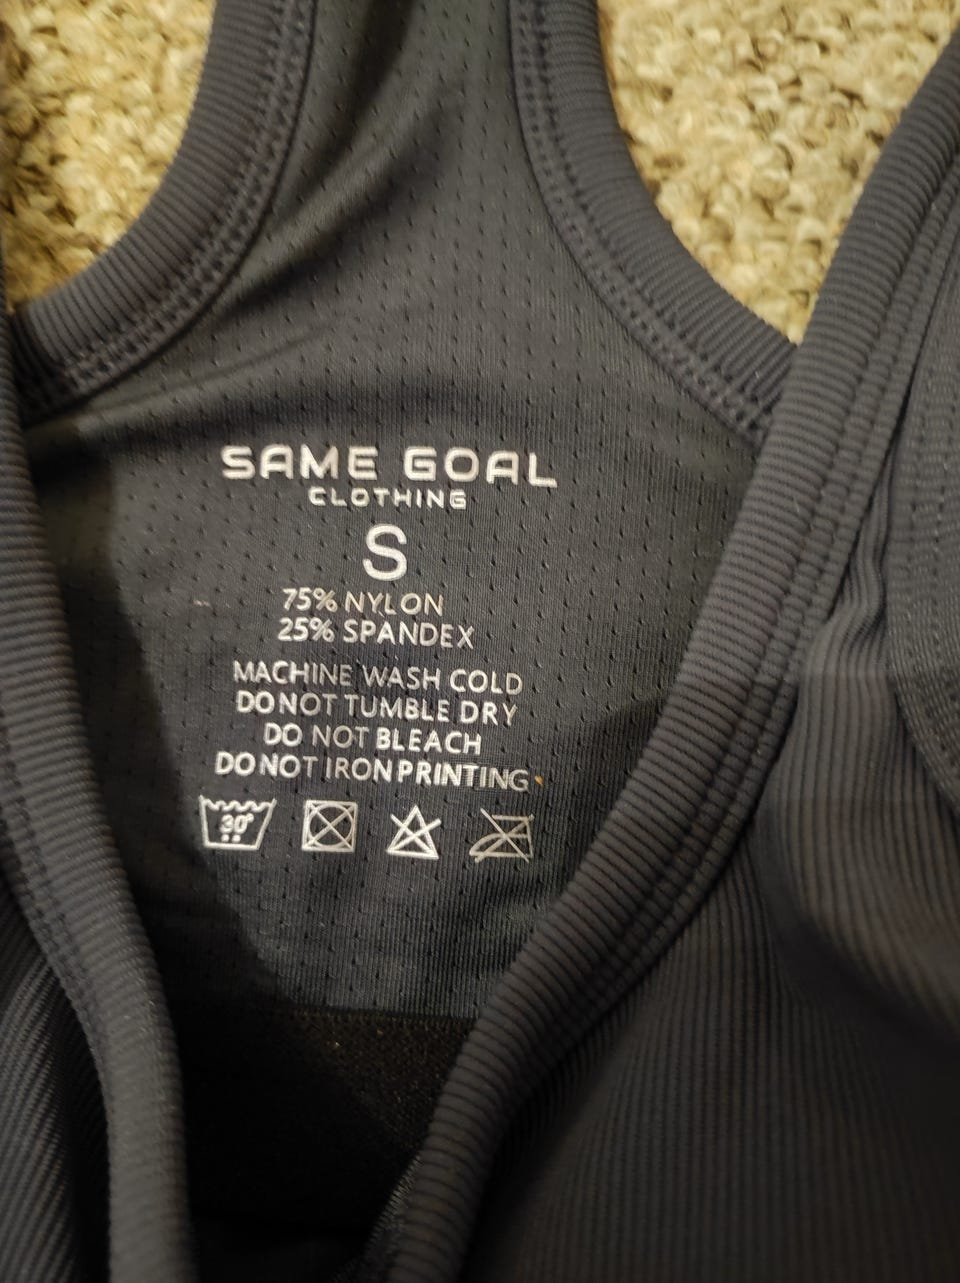 SAME GOAL
CLOTHING
S
75% NYLON
25% SPANDEX
MACHINE WASH COLD
DO NOT TUMBLE DRY
DO NOT BLEACH
DO NOT IRON PRINTING
30°